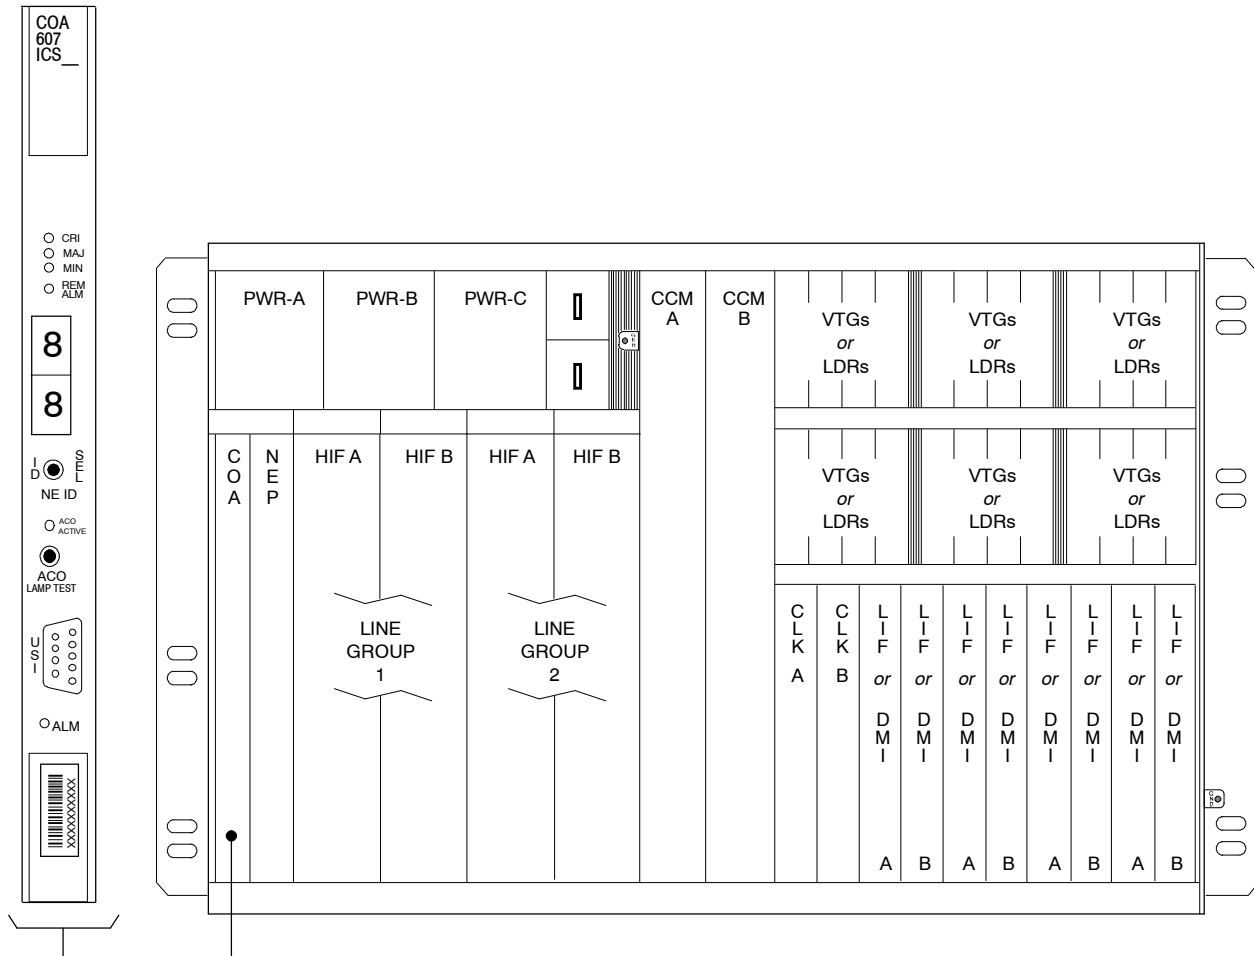 COA
607
ICS__
CRI
MAJ
MIN
REM
ALM
8
8
ID
SEL
NE ID
ACO
ACTIVE
ACO
LAMP TEST
USI
ALM
XXXXXXXXXX
PWR-A
PWR-B
PWR-C
CCM
A
CCM
B
VTGs
or
LDRs
VTGs
or
LDRs
VTGs
or
LDRs
COA
NEP
HIF A
HIF B
HIF A
HIF B
VTGs
or
LDRs
VTGs
or
LDRs
VTGs
or
LDRs
LINE
GROUP
1
LINE
GROUP
2
CLK A
CLK B
LIF or DMI A
LIF or DMI B
LIF or DMI A
LIF or DMI B
LIF or DMI A
LIF or DMI B
LIF or DMI A
LIF or DMI B